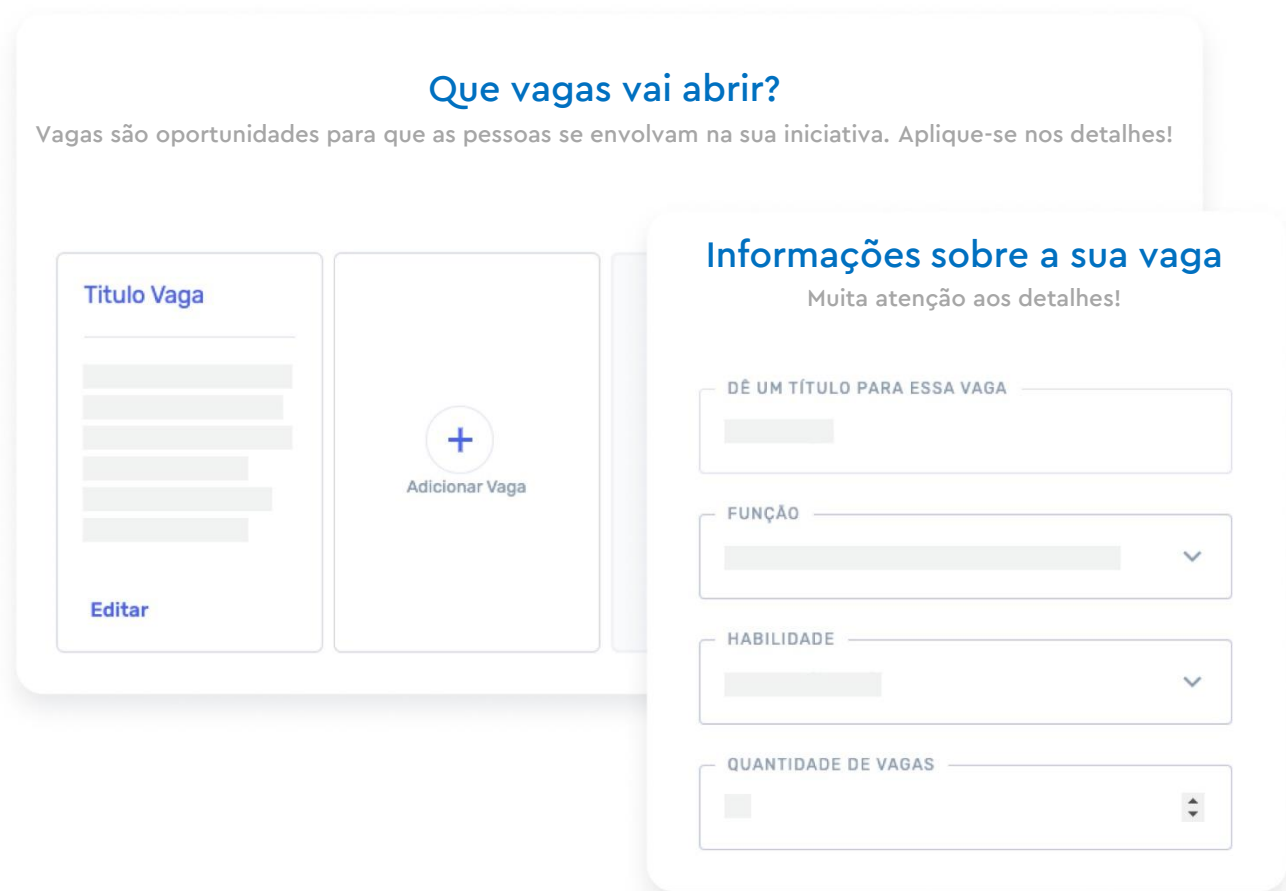 Que vagas vai abrir?
Vagas são oportunidades para que as pessoas se envolvam na sua iniciativa. Aplique-se nos detalhes!
Titulo Vaga
Editar
+
Adicionar Vaga
Informações sobre a sua vaga
Muita atenção aos detalhes!
DÊ UM TÍTULO PARA ESSA VAGA
FUNÇÃO
HABILIDADE
QUANTIDADE DE VAGAS